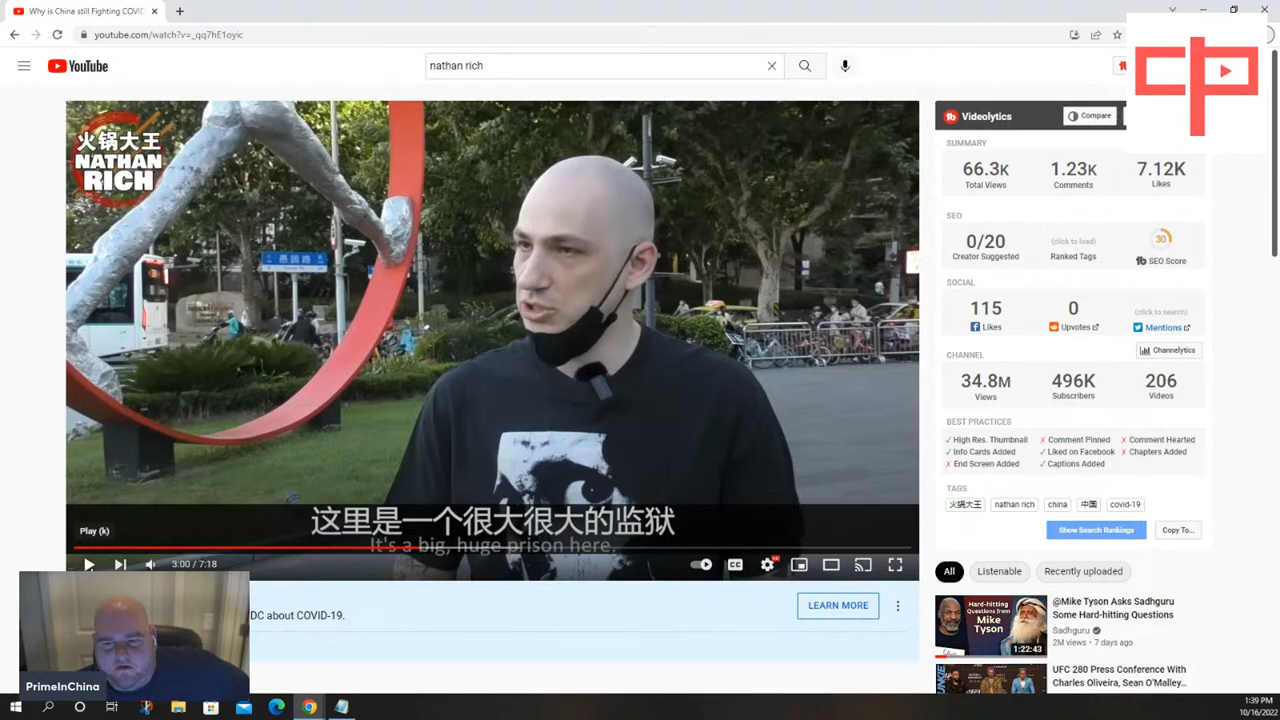 Why is China still Fighting COVID
youtube.com/watch?v=_qq7hE1oyic
YouTube
nathan rich
火锅大王
NATHAN
RICH
愚园路
这里是一个很大很大的监狱
It's a big, huge prison here.
Play (k)
3:00 / 7:18
DC about COVID-19.
LEARN MORE
PrimeInChina
Videolytics
Compare
SUMMARY
66.3K 1.23K 7.12K
Total Views Comments Likes
SEO
0/20 (click to load) 30
Creator Suggested Ranked Tags tb SEO Score
SOCIAL
115 0 (click to search)
Likes Upvotes Mentions
Channelytics
CHANNEL
34.8M 496K 206
Views Subscribers Videos
BEST PRACTICES
✓ High Res. Thumbnail ✗ Comment Pinned ✗ Comment Hearted
✓ Info Cards Added ✓ Liked on Facebook ✗ Chapters Added
✗ End Screen Added ✓ Captions Added
TAGS
火锅大王 nathan rich china 中国 covid-19
Show Search Rankings Copy To...
All Listenable Recently uploaded
Hard-hitting
Questions from
Mike
Tyson
1:22:43
@Mike Tyson Asks Sadhguru
Some Hard-hitting Questions
Sadhguru
2M views • 7 days ago
UFC 280 Press Conference With
Charles Oliveira, Sean O'Malley...
1:39 PM
10/16/2022